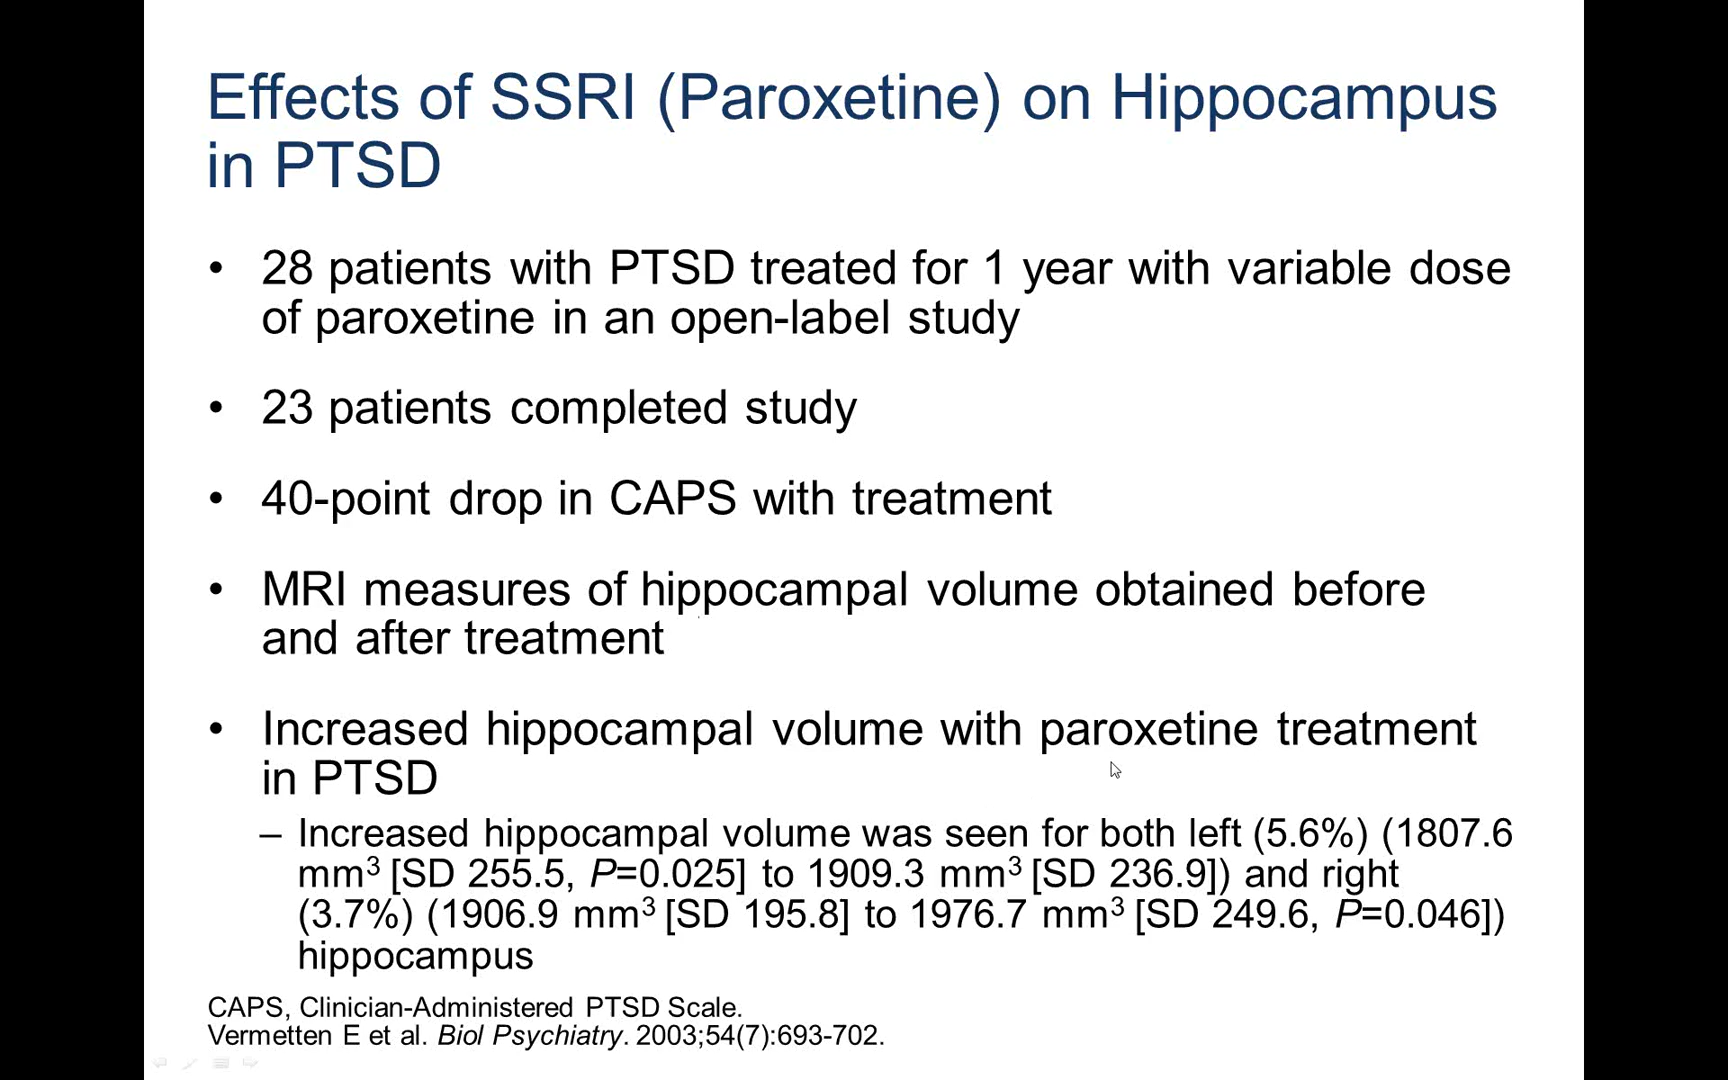 Effects of SSRI (Paroxetine) on Hippocampus
in PTSD
• 28 patients with PTSD treated for 1 year with variable dose
of paroxetine in an open-label study
• 23 patients completed study
• 40-point drop in CAPS with treatment
• MRI measures of hippocampal volume obtained before
and after treatment
• Increased hippocampal volume with paroxetine treatment
in PTSD
– Increased hippocampal volume was seen for both left (5.6%) (1807.6
mm³ [SD 255.5, P=0.025] to 1909.3 mm³ [SD 236.9]) and right
(3.7%) (1906.9 mm³ [SD 195.8] to 1976.7 mm³ [SD 249.6, P=0.046])
hippocampus
CAPS, Clinician-Administered PTSD Scale.
Vermetten E et al. Biol Psychiatry. 2003;54(7):693-702.